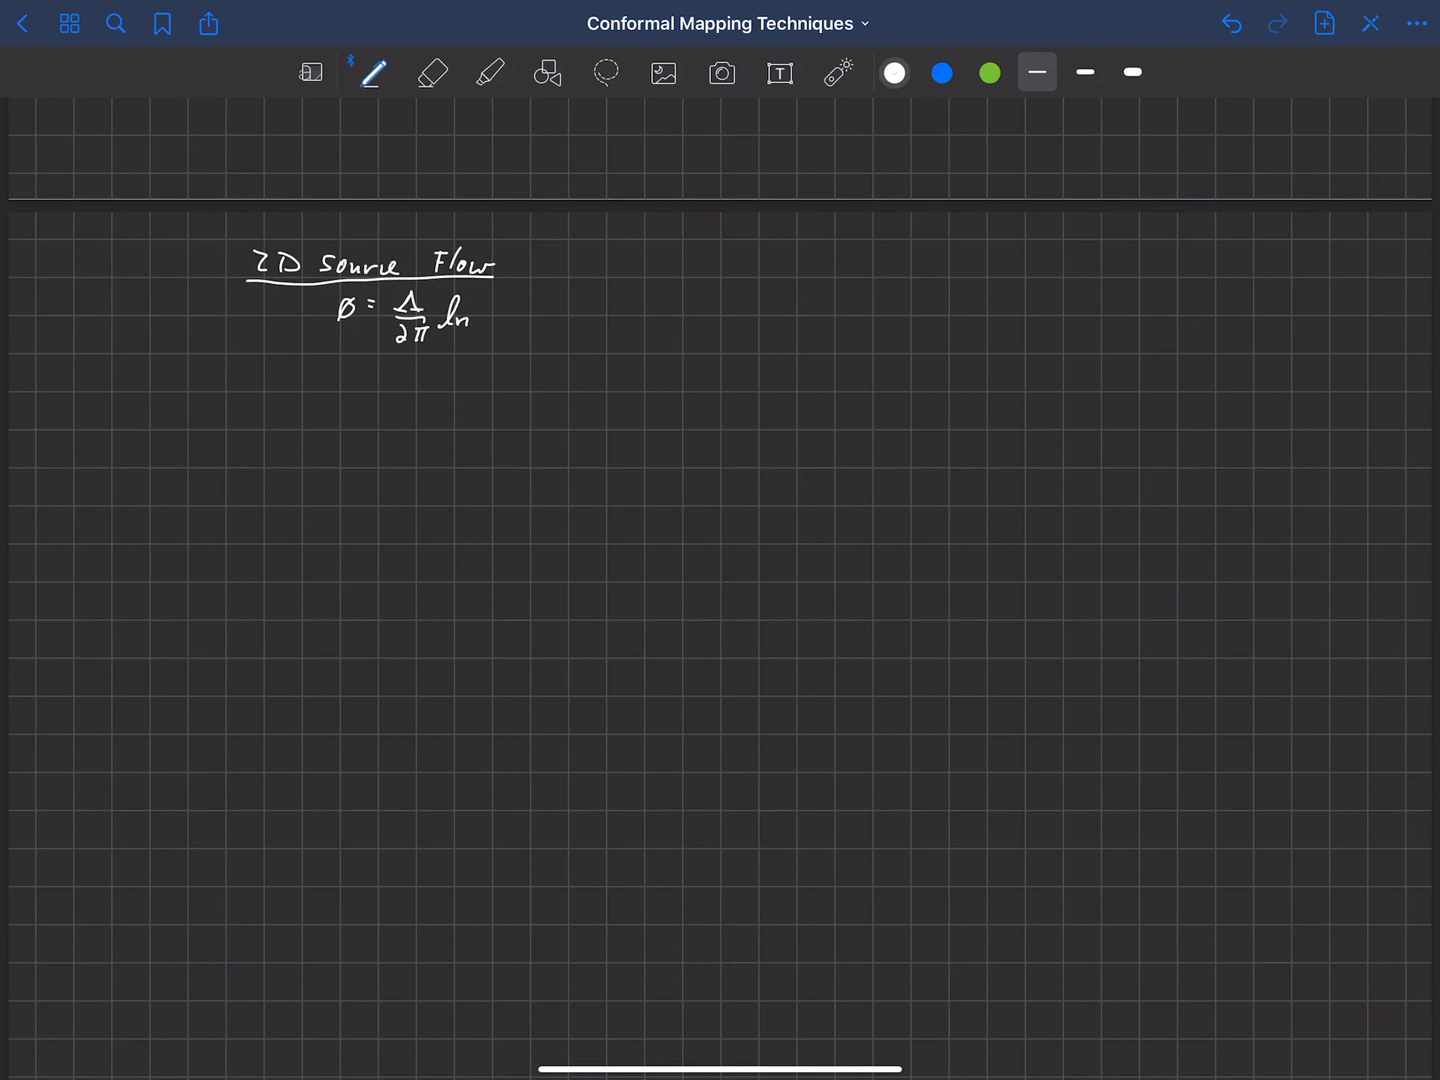 Conformal Mapping Techniques
2D Source Flow
ø = Λ/2π ln